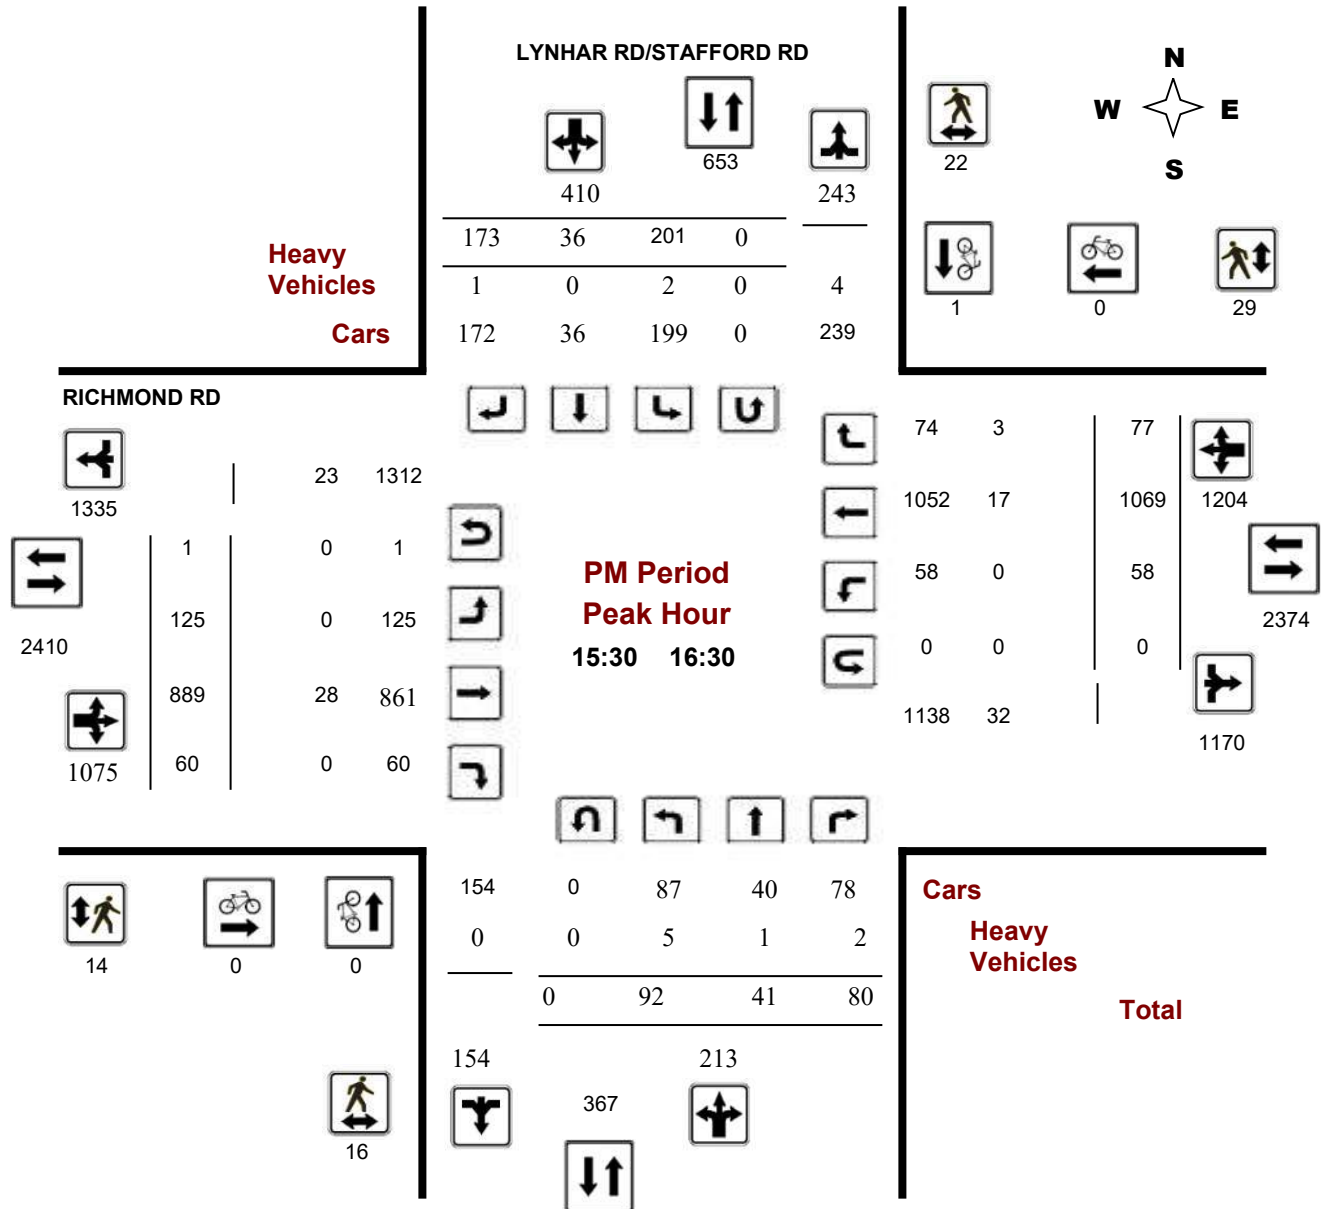 LYNHAR RD/STAFFORD RD
N
W E
S
653
22
410 243
173 36 201 0
Heavy
Vehicles
1 0 2 0 4
1 0 29
Cars
172 36 199 0 239
RICHMOND RD
74 3 77
23 1312
1335
1052 17 1069 1204
1 0 1
PM Period
58 0 58
Peak Hour
125 0 125
2374
2410
15:30 16:30
0 0 0
889 28 861
1138 32
1170
1075 60 0 60
154 0 87 40 78
Cars
0 0 5 1 2
Heavy
Vehicles
14 0 0
0 92 41 80
Total
154 213
367
16